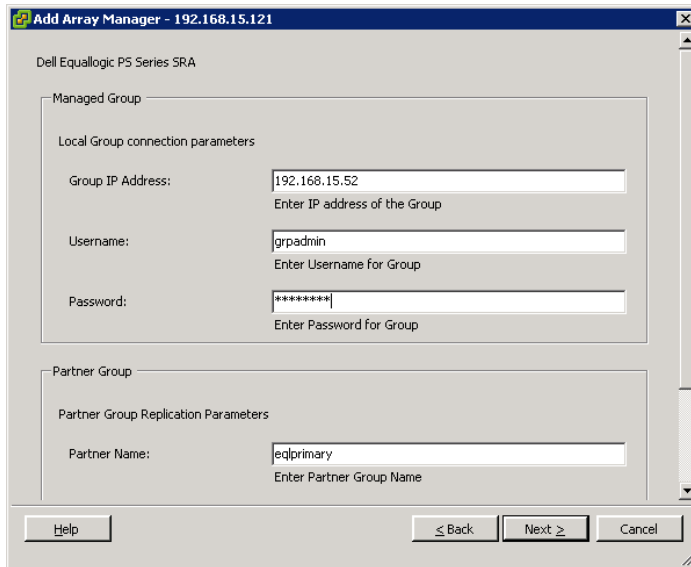 Add Array Manager - 192.168.15.121
Dell Equallogic PS Series SRA
Managed Group
Local Group connection parameters
Group IP Address: 192.168.15.52
Enter IP address of the Group
Username: grpadmin
Enter Username for Group
Password: ********
Enter Password for Group
Partner Group
Partner Group Replication Parameters
Partner Name: eqlprimary
Enter Partner Group Name
Help < Back Next > Cancel